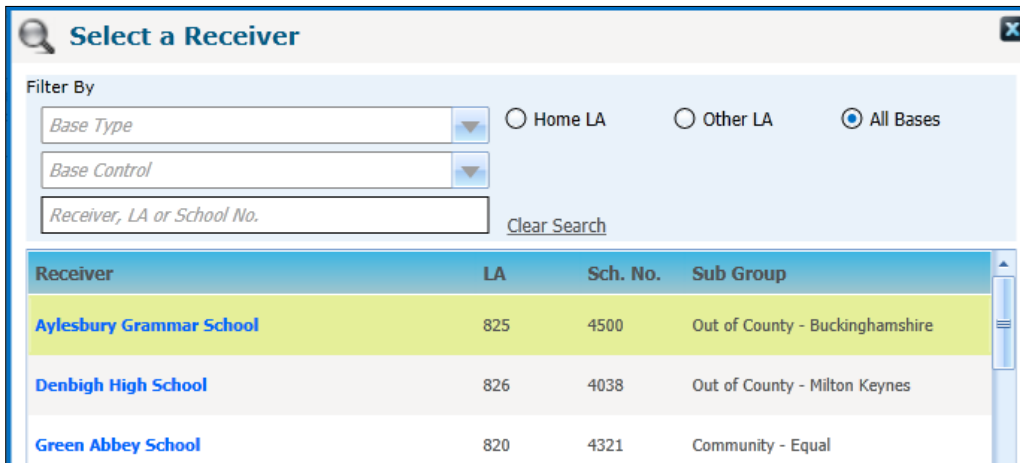 Select a Receiver
Filter By
Base Type
Home LA Other LA All Bases
Base Control
Receiver, LA or School No.
Clear Search
Receiver LA Sch. No. Sub Group
Aylesbury Grammar School 825 4500 Out of County - Buckinghamshire
Denbigh High School 826 4038 Out of County - Milton Keynes
Green Abbey School 820 4321 Community - Equal